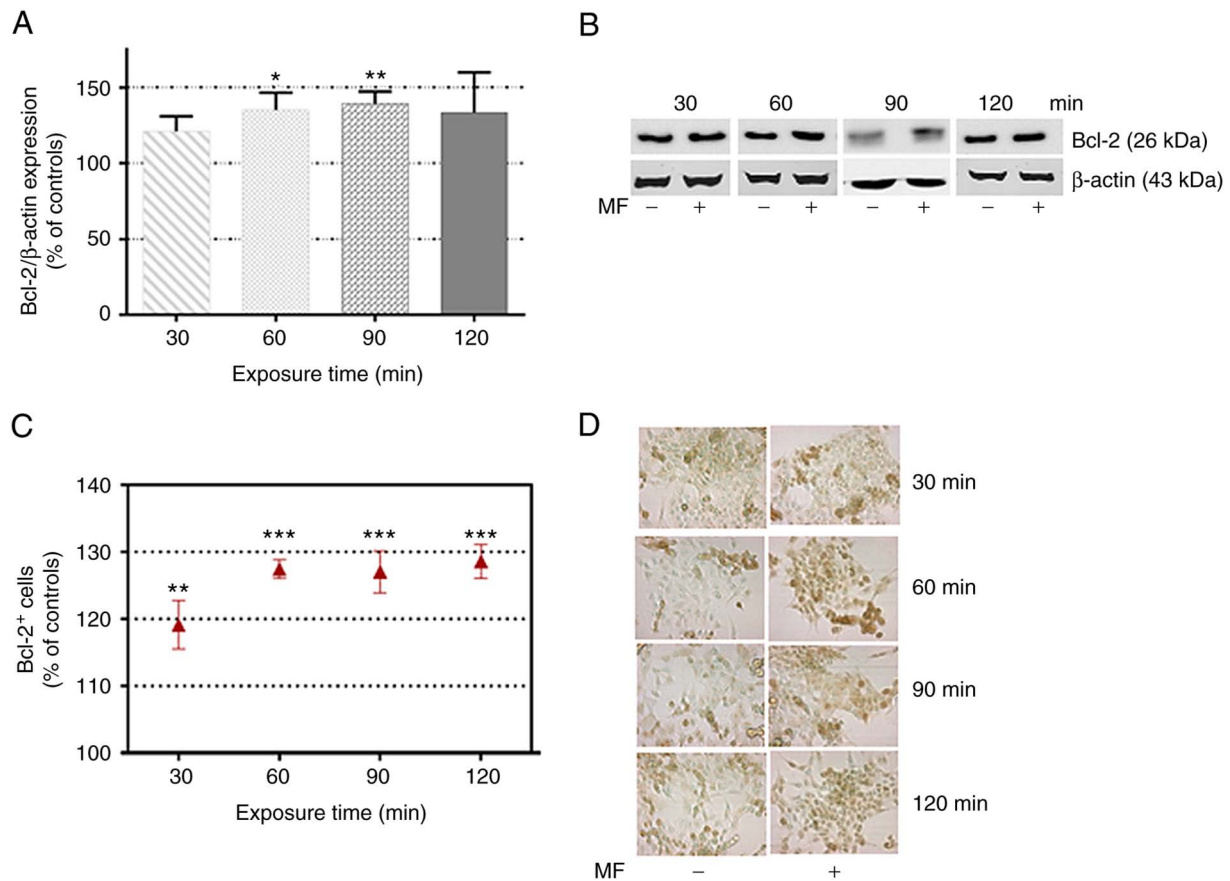 A
Bcl-2/β-actin expression
(% of controls)
150
100
50
0
*
**
30 60 90 120
Exposure time (min)
B
30 60 90 120 min
Bcl-2 (26 kDa)
β-actin (43 kDa)
MF − + − + − + − +
C
Bcl-2⁺ cells
(% of controls)
140
130
120
110
100
**
***
***
***
30 60 90 120
Exposure time (min)
D
30 min
60 min
90 min
120 min
MF − +